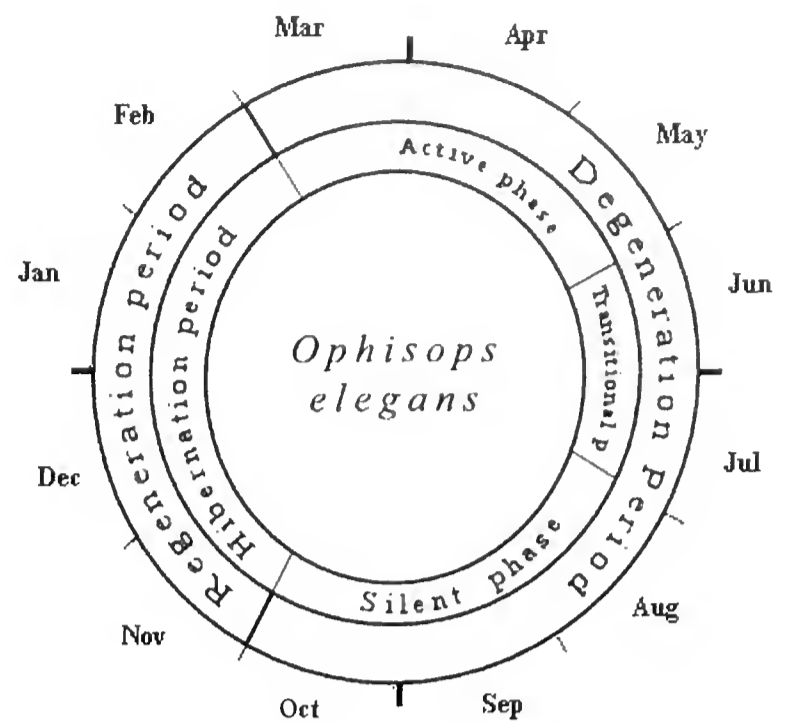 Mar
Apr
May
Jun
Jul
Aug
Sep
Oct
Nov
Dec
Jan
Feb
Degeneration period
Regeneration period
Active phase
Transitional p
Silent phase
Hibernation period
Ophisops
elegans